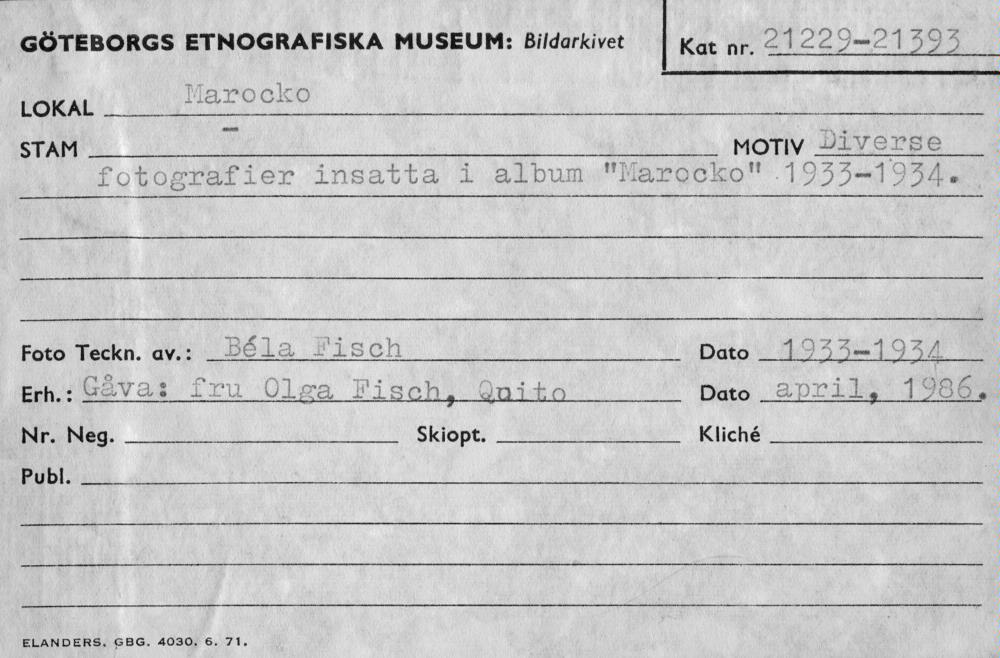 GÖTEBORGS ETNOGRAFISKA MUSEUM: Bildarkivet Kat nr. 21229-21393
LOKAL Marocko
STAM - MOTIV Diverse
fotografier insatta i album "Marocko" 1933-1934.
Foto Teckn. av.: Béla Fisch Dato 1933-1934
Erh.: Gåva: fru Olga Fisch, Quito Dato april, 1986.
Nr. Neg. Skiopt. Kliché
Publ.
ELANDERS. GBG. 4030. 6. 71.